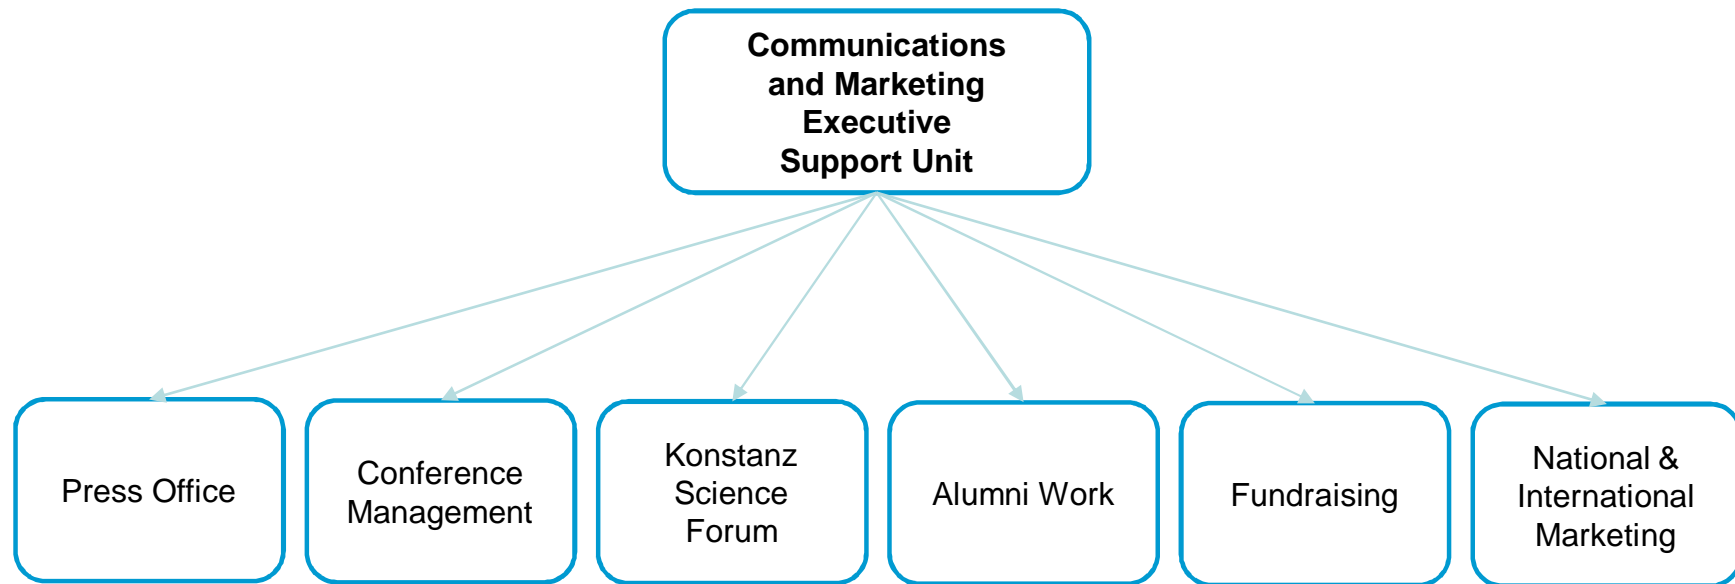 Communications
and Marketing
Executive
Support Unit
Press Office
Conference
Management
Konstanz
Science
Forum
Alumni Work
Fundraising
National &
International
Marketing